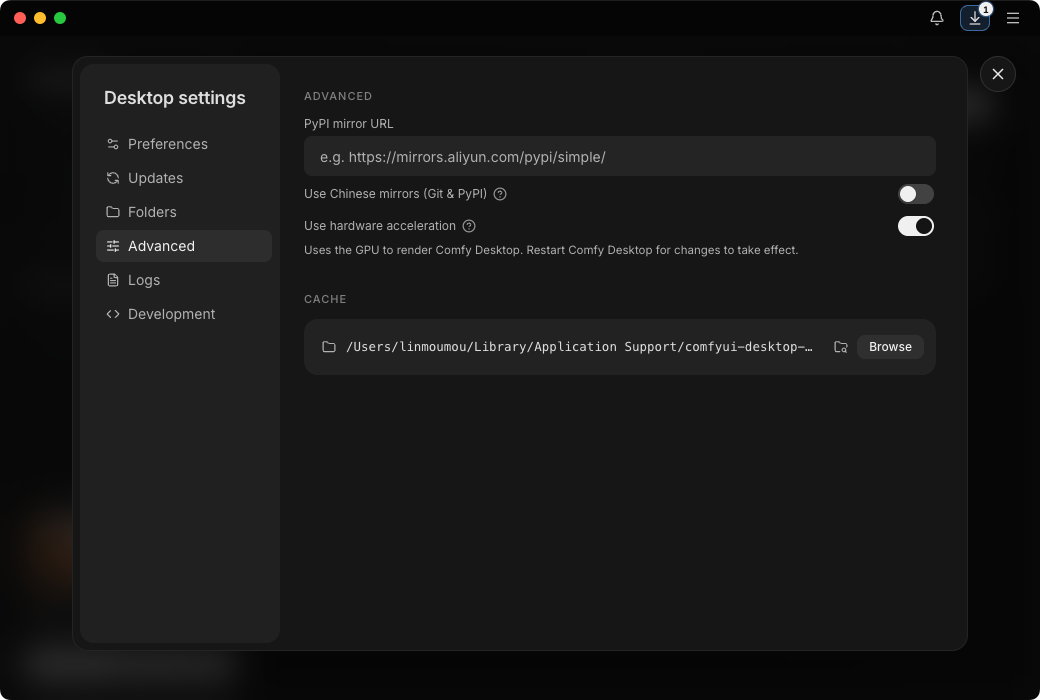 1
Desktop settings
Preferences
Updates
Folders
Advanced
Logs
Development
ADVANCED
PyPI mirror URL
e.g. https://mirrors.aliyun.com/pypi/simple/
Use Chinese mirrors (Git & PyPI)
Use hardware acceleration
Uses the GPU to render Comfy Desktop. Restart Comfy Desktop for changes to take effect.
CACHE
/Users/linmoumou/Library/Application Support/comfyui-desktop-… Browse